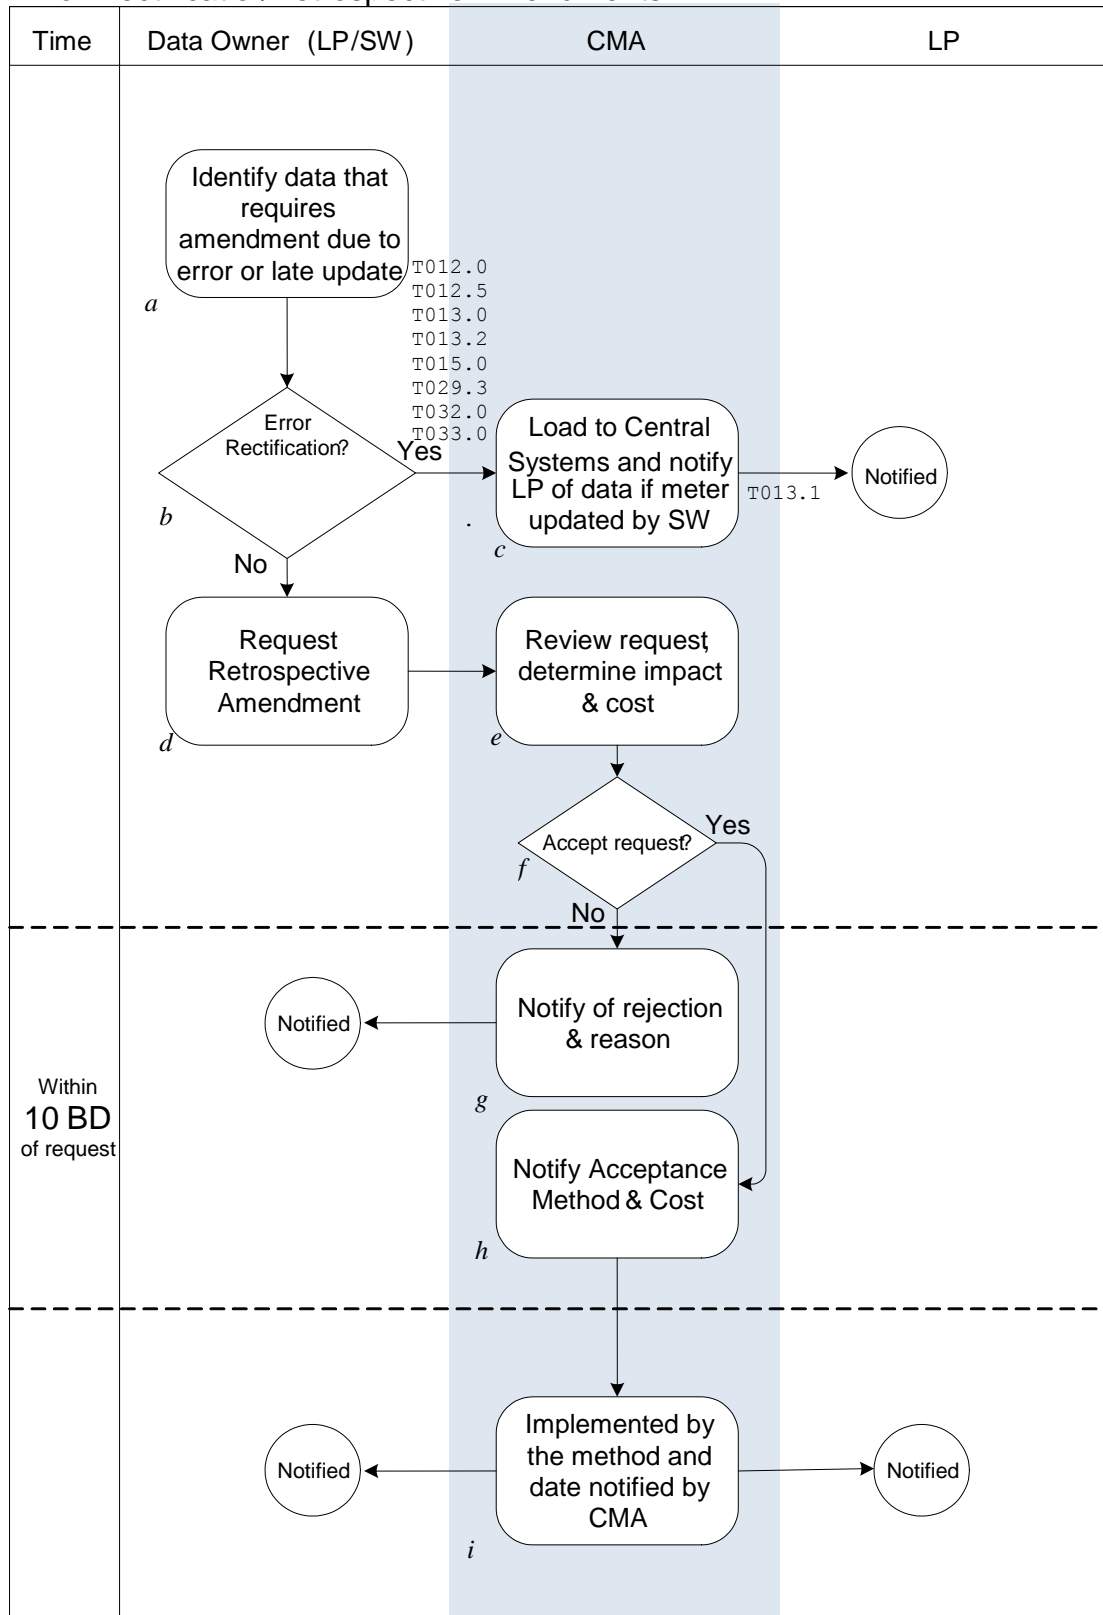 Time
Data Owner (LP/SW)
CMA
LP
Identify data that
requires
amendment due to
error or late update
a
T012.0
T012.5
T013.0
T013.2
T015.0
T029.3
T032.0
T033.0
Error
Rectification?
Yes
b
No
Load to Central
Systems and notify
LP of data if meter
updated by SW
.
c
T013.1
Notified
Request
Retrospective
Amendment
d
Review request,
determine impact
& cost
e
Accept request?
Yes
f
No
Notify of rejection
& reason
g
Notified
Within
10 BD
of request
Notify Acceptance
Method & Cost
h
Implemented by
the method and
date notified by
CMA
i
Notified
Notified